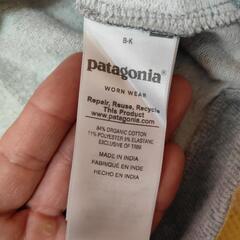 B-K
patagonia®
WORN WEAR
Repair, Reuse, Recycle
This Product
www.patagonia.com
84% ORGANIC COTTON
11% POLYESTER 5% ELASTANE
EXCLUSIVE OF TRIM
MADE IN INDIA
FABRIQUÉ EN INDE
HECHO EN INDIA